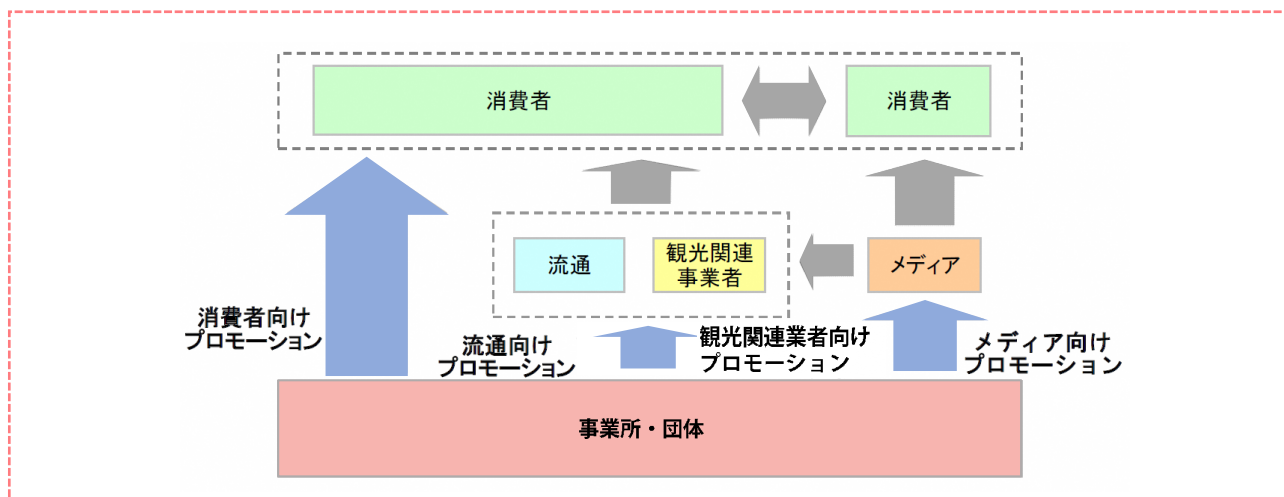 消費者
消費者
流通
観光関連
事業者
メディア
消費者向け
プロモーション
流通向け
プロモーション
観光関連業者向け
プロモーション
メディア向け
プロモーション
事業所・団体